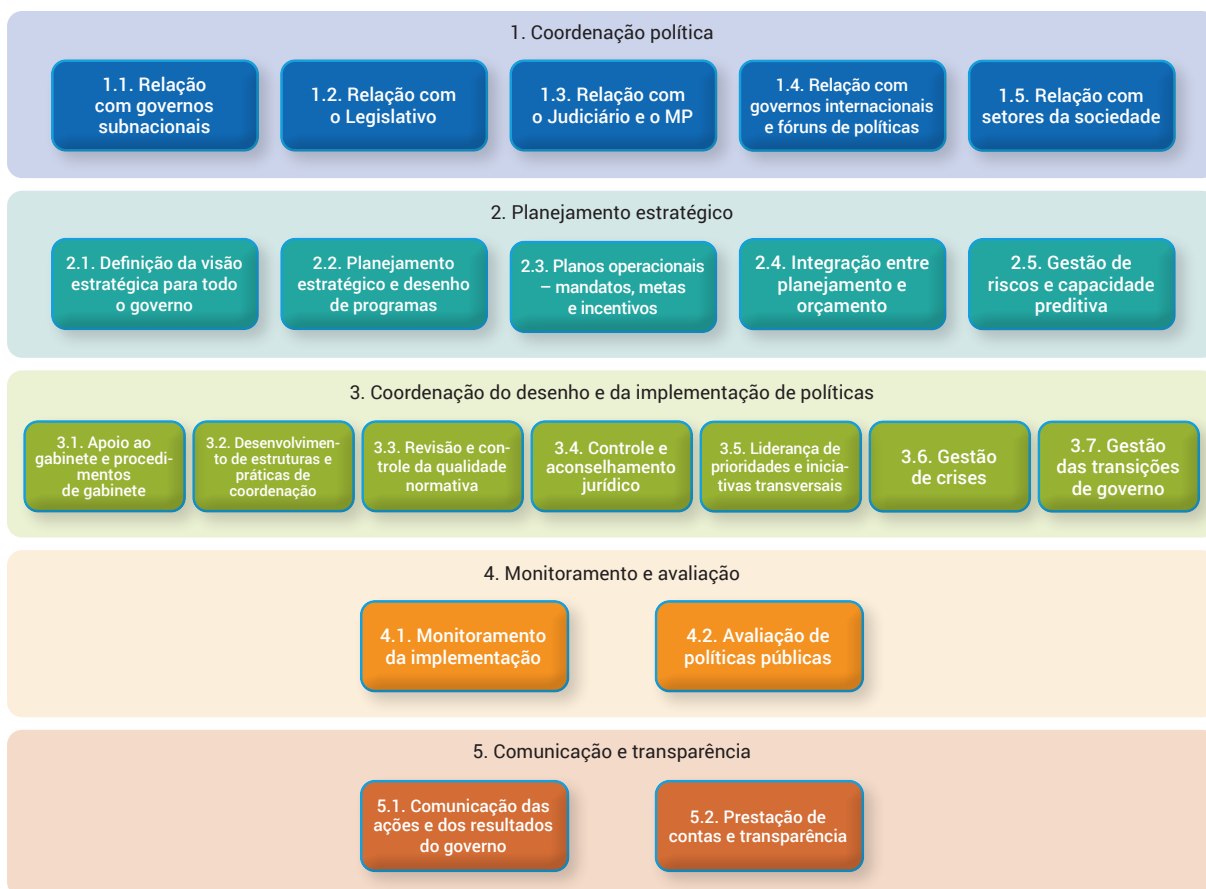 1. Coordenação política
1.1. Relação
com governos
subnacionais
1.2. Relação com
o Legislativo
1.3. Relação com
o Judiciário e o MP
1.4. Relação com
governos internacionais
e fóruns de políticas
1.5. Relação com
setores da sociedade
2. Planejamento estratégico
2.1. Definição da visão
estratégica para todo
o governo
2.2. Planejamento
estratégico e desenho
de programas
2.3. Planos operacionais
– mandatos, metas
e incentivos
2.4. Integração entre
planejamento e
orçamento
2.5. Gestão de
riscos e capacidade
preditiva
3. Coordenação do desenho e da implementação de políticas
3.1. Apoio ao
gabinete e procedi-
mentos
de gabinete
3.2. Desenvolvimen-
to de estruturas e
práticas de
coordenação
3.3. Revisão e con-
trole da qualidade
normativa
3.4. Controle e
aconselhamento
jurídico
3.5. Liderança de
prioridades e inicia-
tivas transversais
3.6. Gestão
de crises
3.7. Gestão
das transições
de governo
4. Monitoramento e avaliação
4.1. Monitoramento
da implementação
4.2. Avaliação de
políticas públicas
5. Comunicação e transparência
5.1. Comunicação das
ações e dos resultados
do governo
5.2. Prestação de
contas e transparência